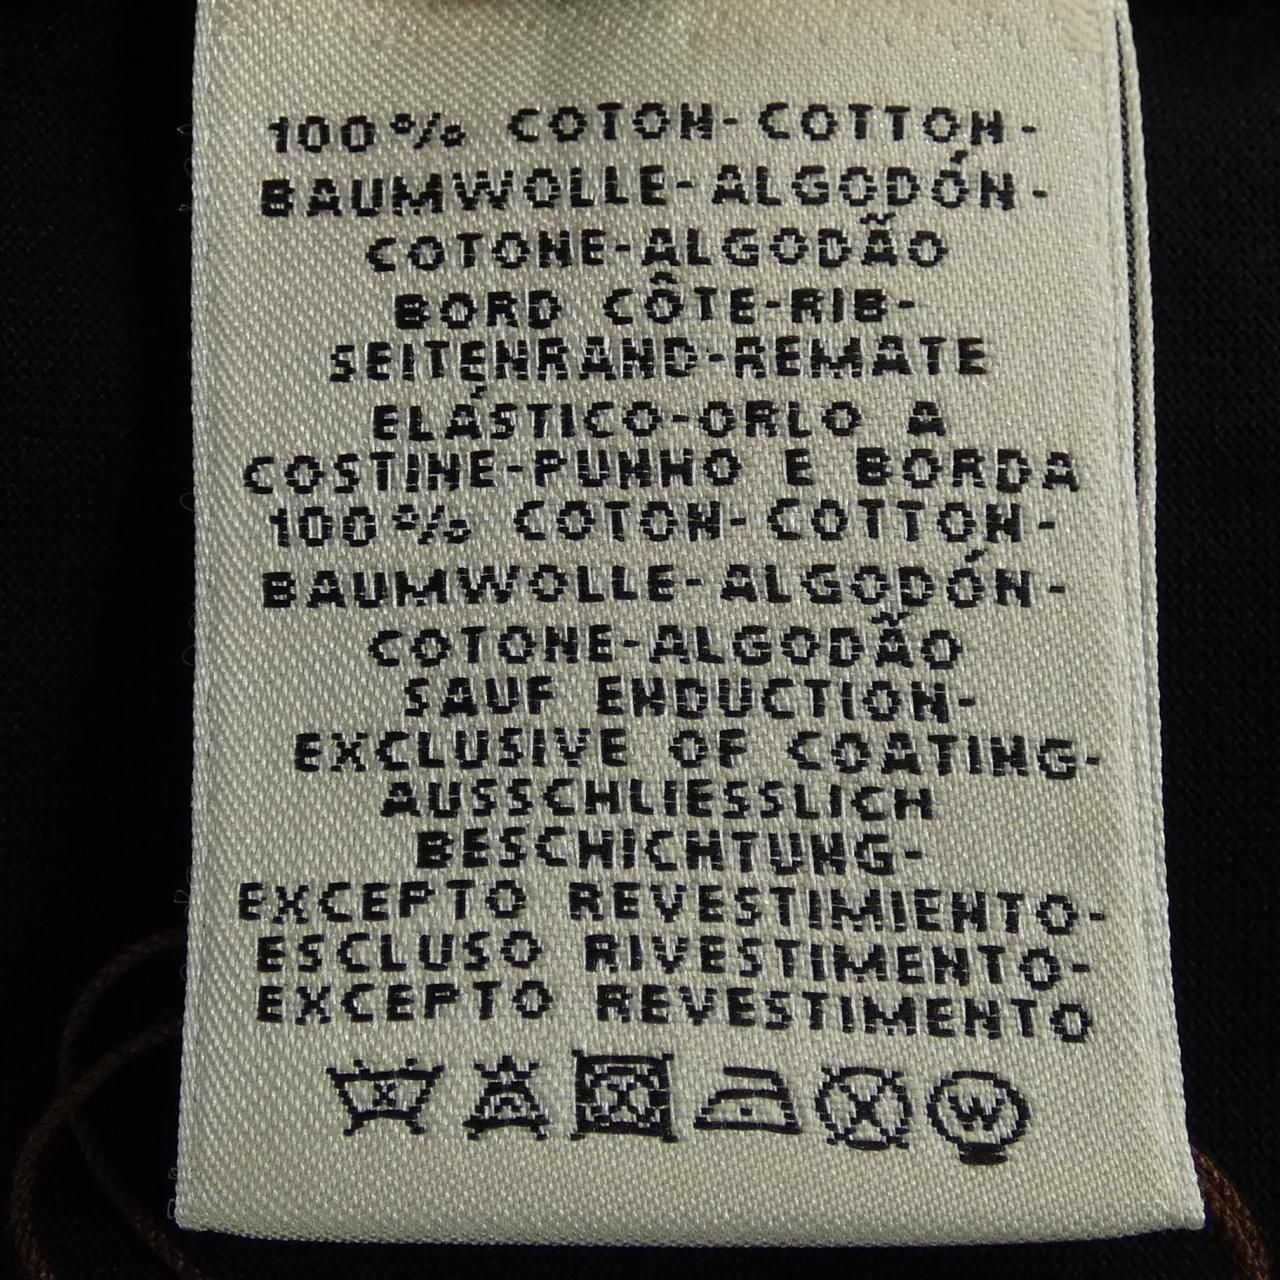 100% COTON-COTTON-
BAUMWOLLE-ALGODÓN-
COTONE-ALGODÃO
BORD CÔTE-RIB-
SEITENRAND-REMATE
ELÁSTICO-ORLO A
COSTINE-PUNHO E BORDA
100% COTON-COTTON-
BAUMWOLLE-ALGODÓN-
COTONE-ALGODÃO
SAUF ENDUCTION-
EXCLUSIVE OF COATING-
AUSSCHLIESSLICH
BESCHICHTUNG-
EXCEPTO REVESTIMIENTO-
ESCLUSO RIVESTIMENTO-
EXCEPTO REVESTIMENTO
W